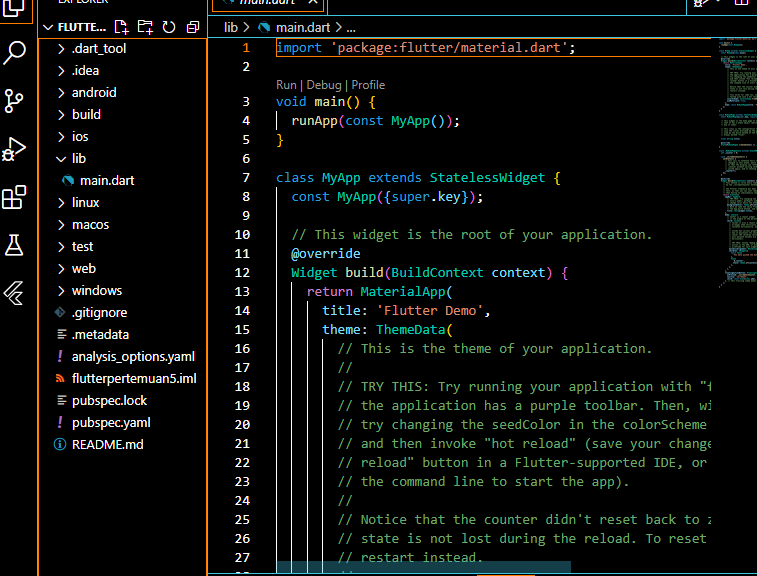 EXPLORER
FLUTTE...
.dart_tool
.idea
android
build
ios
lib
main.dart
linux
macos
test
web
windows
.gitignore
.metadata
analysis_options.yaml
flutterpertemuan5.iml
pubspec.lock
pubspec.yaml
README.md
main.dart
lib > main.dart > ...
1 import 'package:flutter/material.dart';
2
Run | Debug | Profile
3 void main() {
4 runApp(const MyApp());
5 }
6
7 class MyApp extends StatelessWidget {
8 const MyApp({super.key});
9
10 // This widget is the root of your application.
11 @override
12 Widget build(BuildContext context) {
13 return MaterialApp(
14 title: 'Flutter Demo',
15 theme: ThemeData(
16 // This is the theme of your application.
17 //
18 // TRY THIS: Try running your application with "f
19 // the application has a purple toolbar. Then, wi
20 // try changing the seedColor in the colorScheme
21 // and then invoke "hot reload" (save your change
22 // reload" button in a Flutter-supported IDE, or
23 // the command line to start the app).
24 //
25 // Notice that the counter didn't reset back to z
26 // state is not lost during the reload. To reset
27 // restart instead.